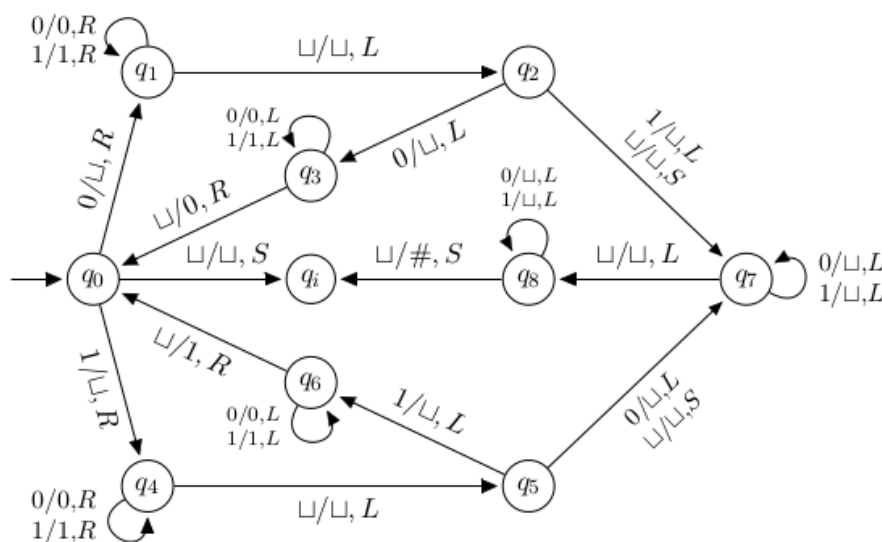 0/0,R
1/1,R
q1
⊔/⊔, L
q2
0/0,L
1/1,L
q3
0/⊔, L
1/⊔, L
⊔/⊔, S
0/⊔, R
⊔/0, R
0/⊔,L
1/⊔,L
q0
⊔/⊔, S
qi
⊔/#, S
q8
⊔/⊔, L
q7
0/⊔,L
1/⊔,L
1/⊔, R
⊔/1, R
q6
0/0,L
1/1,L
1/⊔, L
0/⊔, L
⊔/⊔, S
0/0,R
1/1,R
q4
⊔/⊔, L
q5